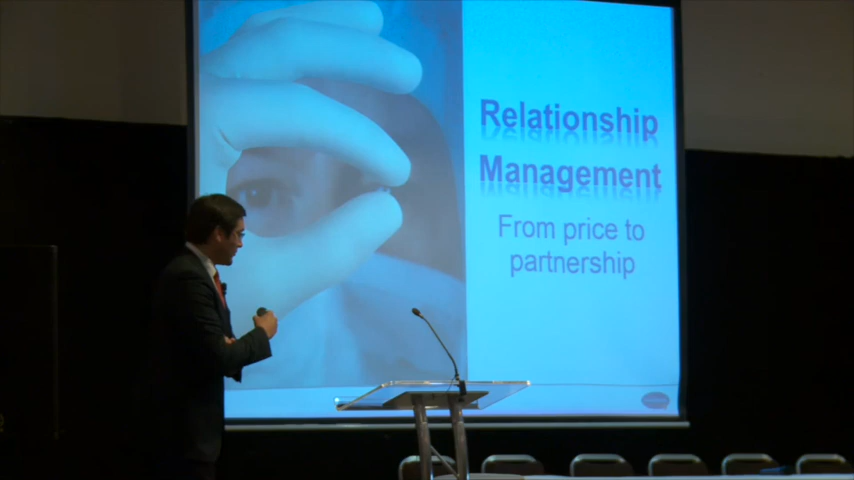 Relationship
Management
From price to
partnership